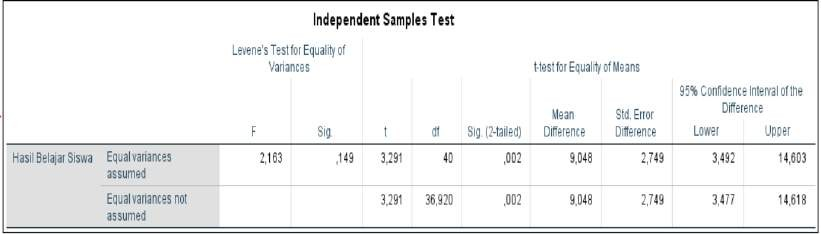 Independent Samples Test
Levene's Test for Equality of
Variances
t-test for Equality of Means
95% Confidence Interval of the
Difference
F Sig. t df Sig. (2-tailed) Mean Difference Std. Error Difference Lower Upper
Hasil Belajar Siswa Equal variances assumed 2,163 ,149 3,291 40 ,002 9,048 2,749 3,492 14,603
Equal variances not assumed 3,291 36,920 ,002 9,048 2,749 3,477 14,618